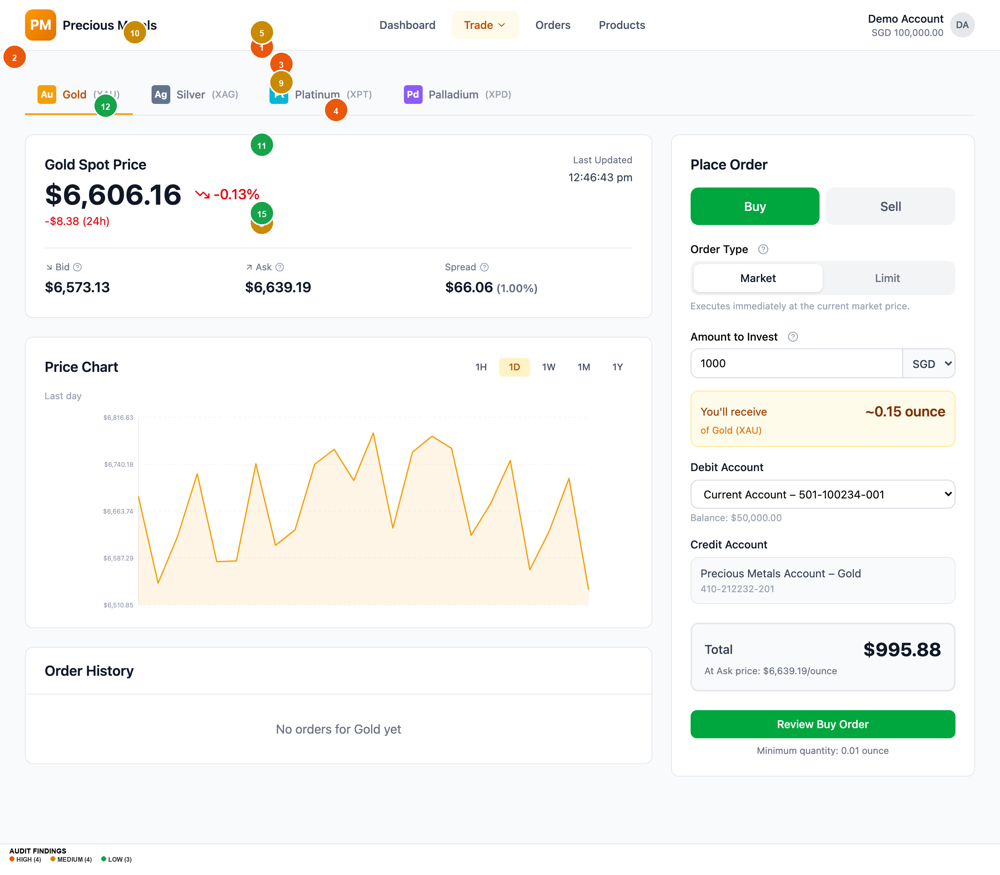 PM Precious M ls
Dashboard
Trade
Orders
Products
Demo Account
SGD 100,000.00
DA
10
5
1
2
3
9
Au Gold
Ag Silver (XAG)
Platinum (XPT)
Pd Palladium (XPD)
12
4
11
Gold Spot Price
Last Updated
12:46:43 pm
$6,606.16
-0.13%
-$8.38 (24h)
15
Bid
Ask
Spread
$6,573.13
$6,639.19
$66.06 (1.00%)
Price Chart
1H
1D
1W
1M
1Y
Last day
$6,816.63
$6,740.18
$6,663.74
$6,587.29
$6,510.85
Order History
No orders for Gold yet
Place Order
Buy
Sell
Order Type
Market
Limit
Executes immediately at the current market price.
Amount to Invest
1000
SGD
You'll receive
~0.15 ounce
of Gold (XAU)
Debit Account
Current Account – 501-100234-001
Balance: $50,000.00
Credit Account
Precious Metals Account – Gold
410-212232-201
Total
$995.88
At Ask price: $6,639.19/ounce
Review Buy Order
Minimum quantity: 0.01 ounce
AUDIT FINDINGS
HIGH (4)
MEDIUM (4)
LOW (3)